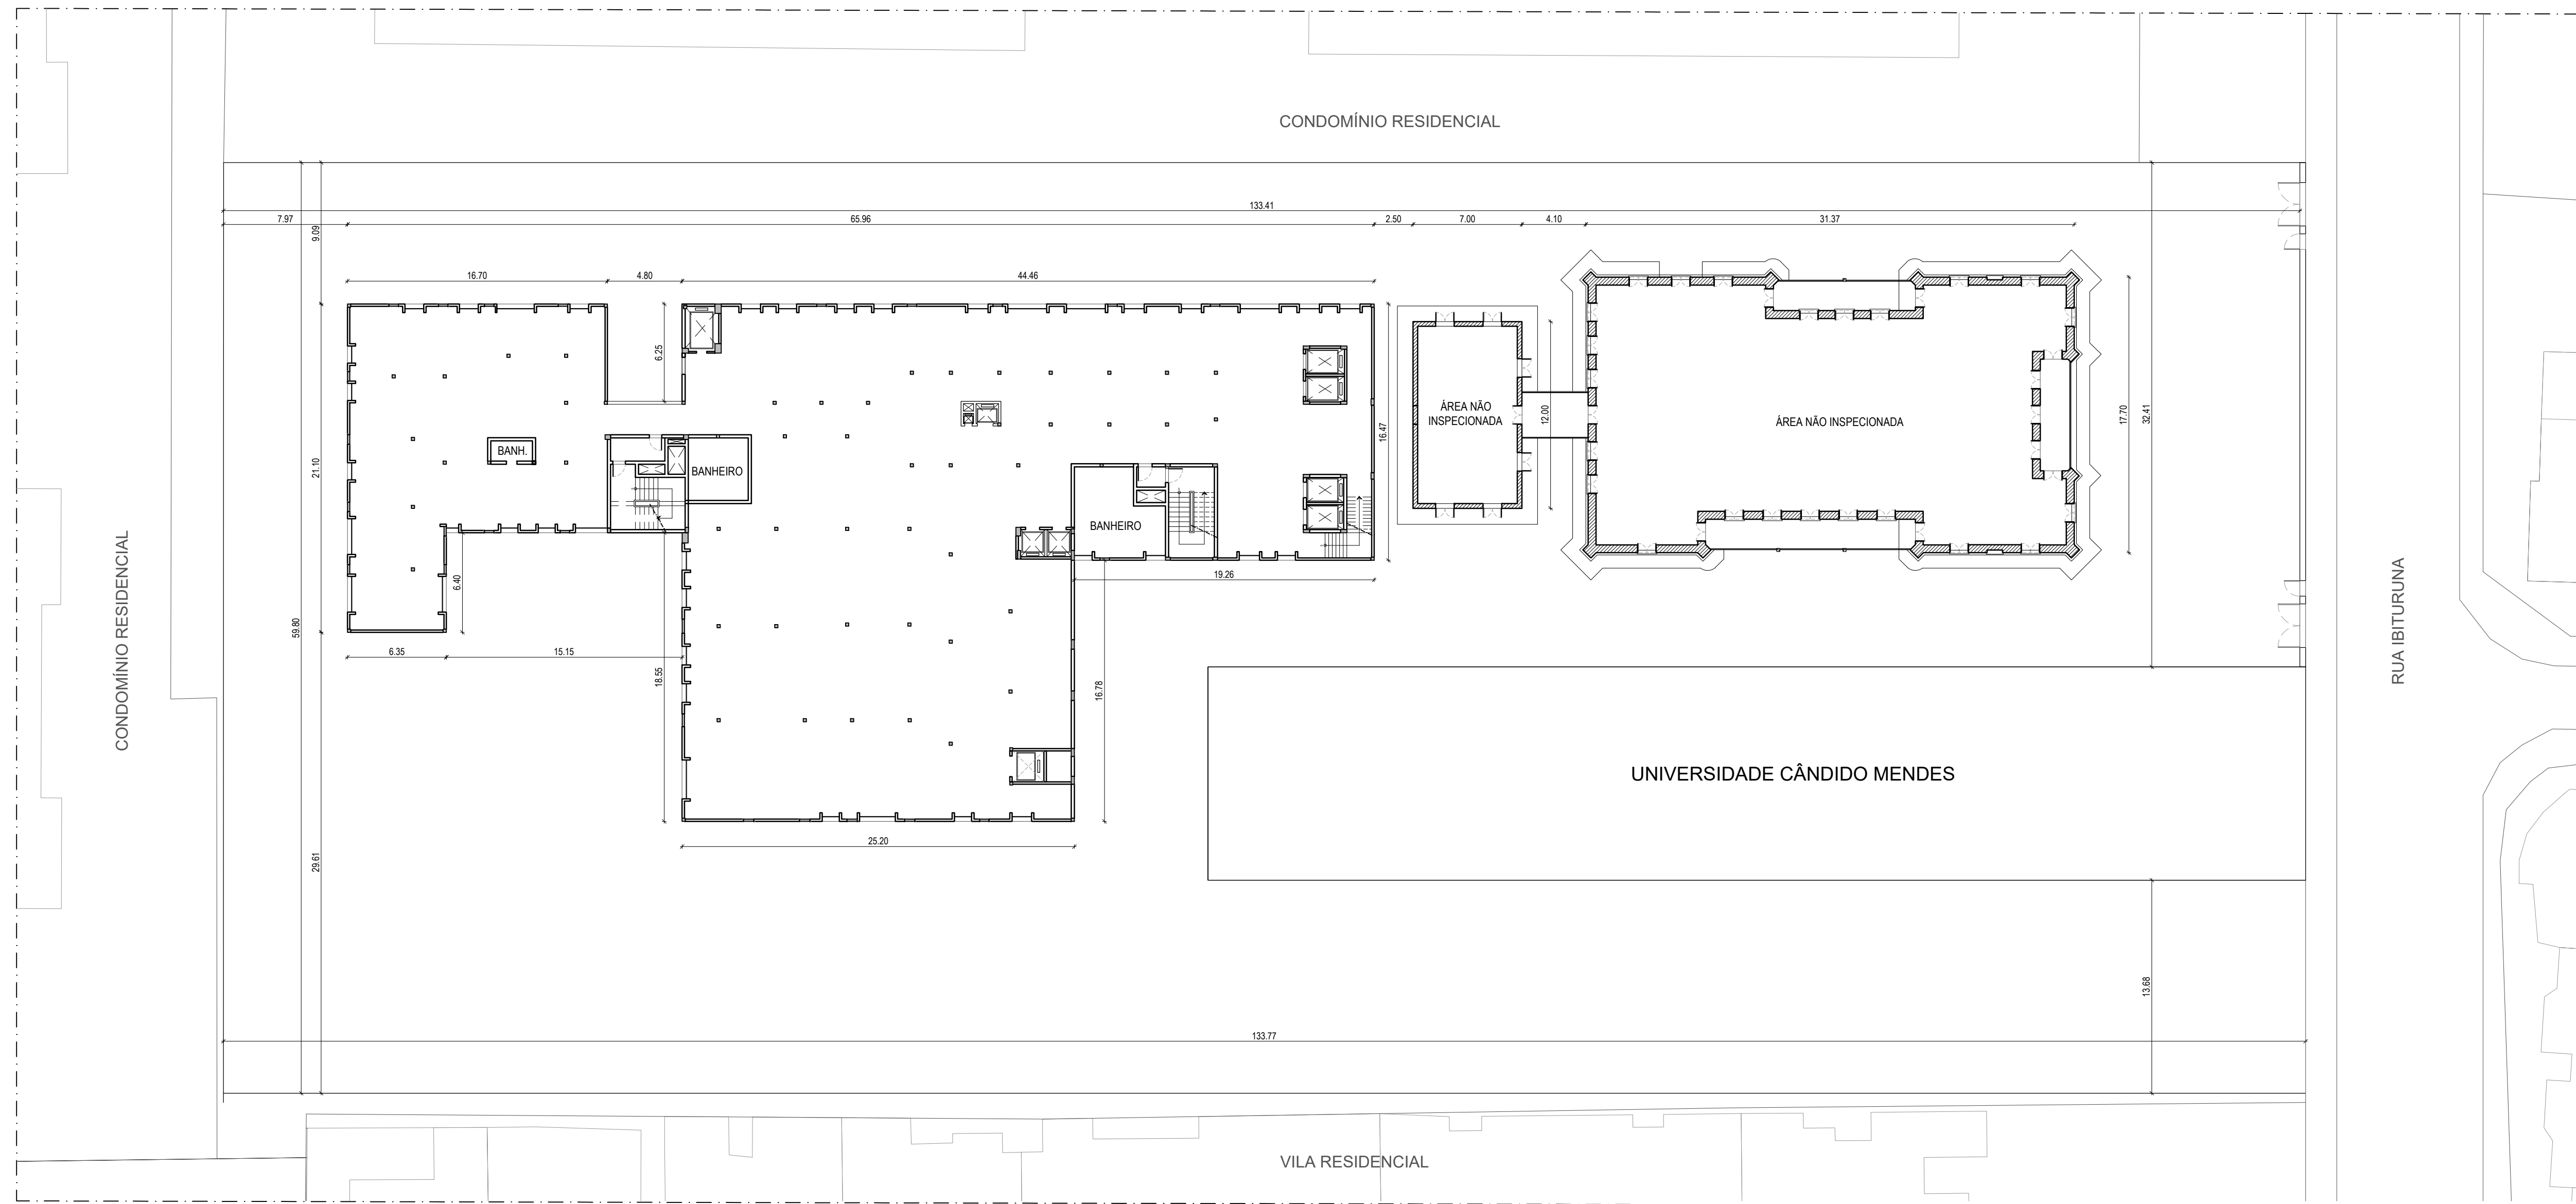 CONDOMÍNIO RESIDENCIAL
133.41
7.97
65.96
2.50
7.00
4.10
31.37
9.09
16.70
4.80
44.46
6.25
16.47
12.00
17.70
32.41
ÁREA NÃO
INSPECIONADA
ÁREA NÃO INSPECIONADA
BANH.
BANHEIRO
21.10
BANHEIRO
CONDOMÍNIO RESIDENCIAL
59.80
6.40
19.26
RUA IBITURUNA
6.35
15.15
18.55
16.78
UNIVERSIDADE CÂNDIDO MENDES
25.20
29.61
13.68
133.77
VILA RESIDENCIAL